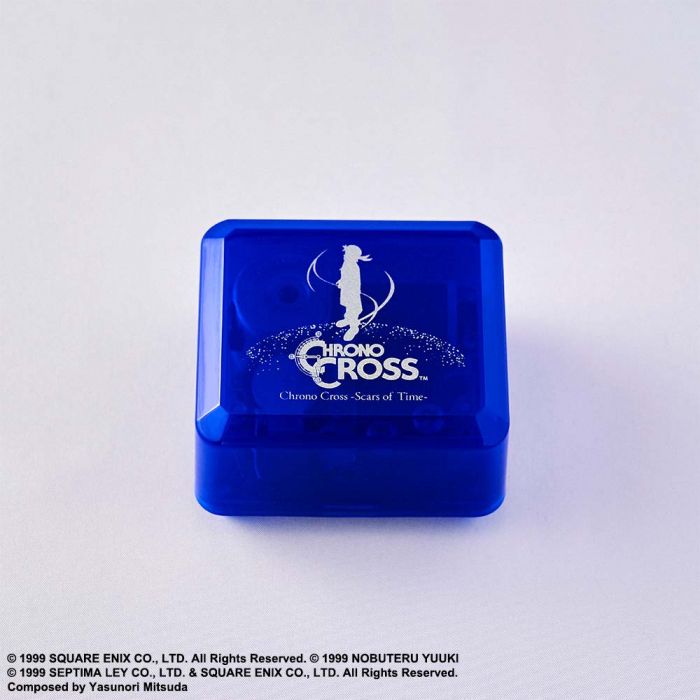 CHRONO
CROSS™
Chrono Cross -Scars of Time-
© 1999 SQUARE ENIX CO., LTD. All Rights Reserved. © 1999 NOBUTERU YUUKI
© 1999 SEPTIMA LEY CO., LTD. & SQUARE ENIX CO., LTD. All Rights Reserved.
Composed by Yasunori Mitsuda